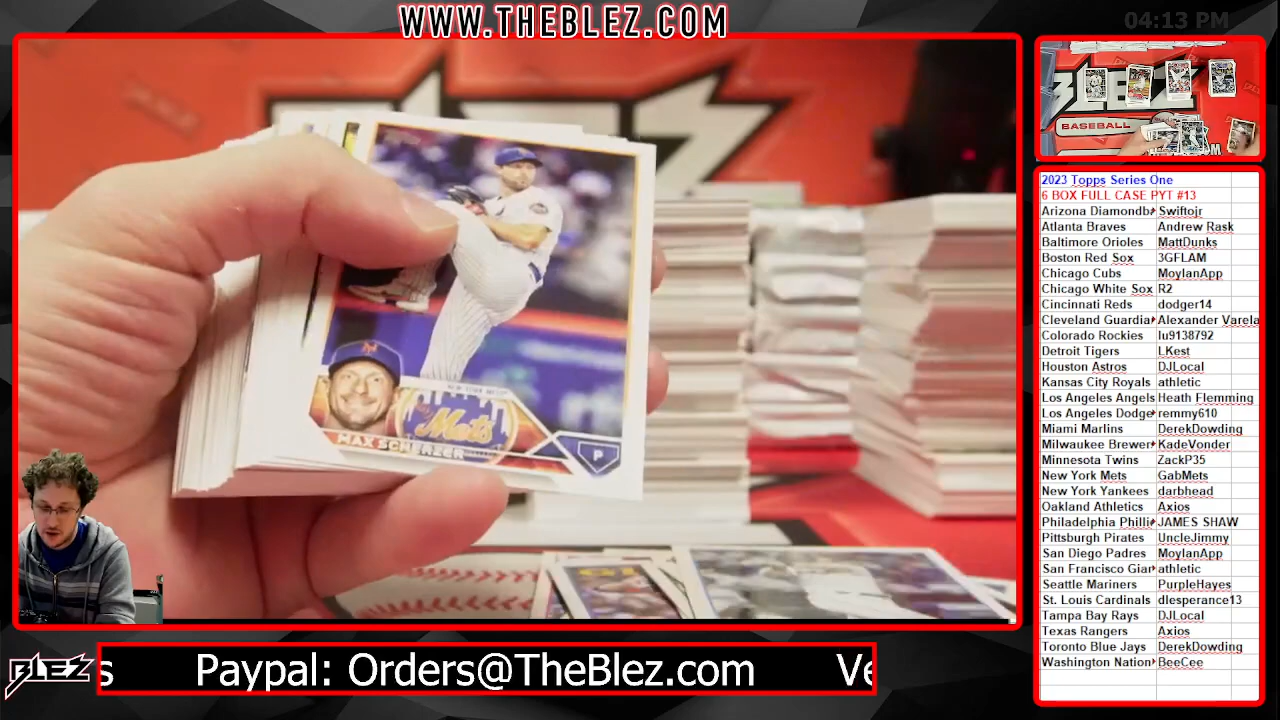 WWW.THEBLEZ.COM
04:13 PM
BLEZ
BASEBALL
Mets
MAX SCHERZER
P
2023 Topps Series One
6 BOX FULL CASE PYT #13
Arizona Diamondb Swiftojr
Atlanta Braves Andrew Rask
Baltimore Orioles MattDunks
Boston Red Sox 3GFLAM
Chicago Cubs MoylanApp
Chicago White Sox R2
Cincinnati Reds dodger14
Cleveland Guardia Alexander Varela
Colorado Rockies lu9138792
Detroit Tigers LKest
Houston Astros DJLocal
Kansas City Royals athletic
Los Angeles Angels Heath Flemming
Los Angeles Dodge remmy610
Miami Marlins DerekDowding
Milwaukee Brewer KadeVonder
Minnesota Twins ZackP35
New York Mets GabMets
New York Yankees darbhead
Oakland Athletics Axios
Philadelphia Philli JAMES SHAW
Pittsburgh Pirates UncleJimmy
San Diego Padres MoylanApp
San Francisco Gian athletic
Seattle Mariners PurpleHayes
St. Louis Cardinals dlesperance13
Tampa Bay Rays DJLocal
Texas Rangers Axios
Toronto Blue Jays DerekDowding
Washington Nation BeeCee
BLEZ s Paypal: Orders@TheBlez.com Ve